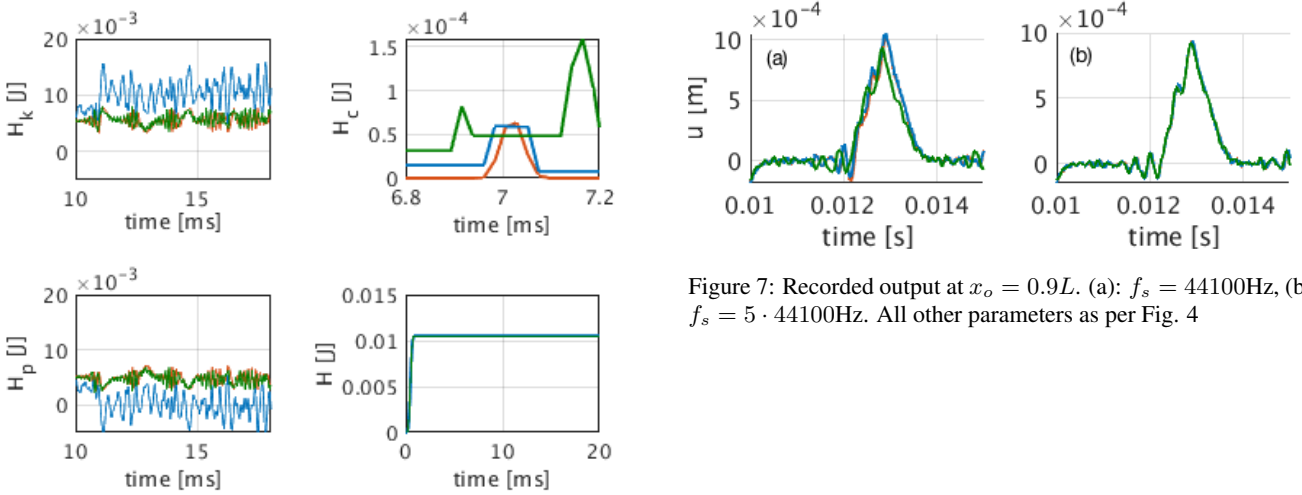 ×10⁻³
20
10
0
H_k [J]
10
15
time [ms]
×10⁻⁴
1.5
1
0.5
0
H_c [J]
6.8
7
7.2
time [ms]
×10⁻³
20
10
0
H_p [J]
10
15
time [ms]
0.015
0.01
0.005
0
H [J]
0
10
20
time [ms]
×10⁻⁴
(a)
10
5
0
u [m]
0.01
0.012
0.014
time [s]
×10⁻⁴
(b)
10
5
0
0.01
0.012
0.014
time [s]
Figure 7: Recorded output at x_o = 0.9L. (a): f_s = 44100Hz, (b
f_s = 5 · 44100Hz. All other parameters as per Fig. 4